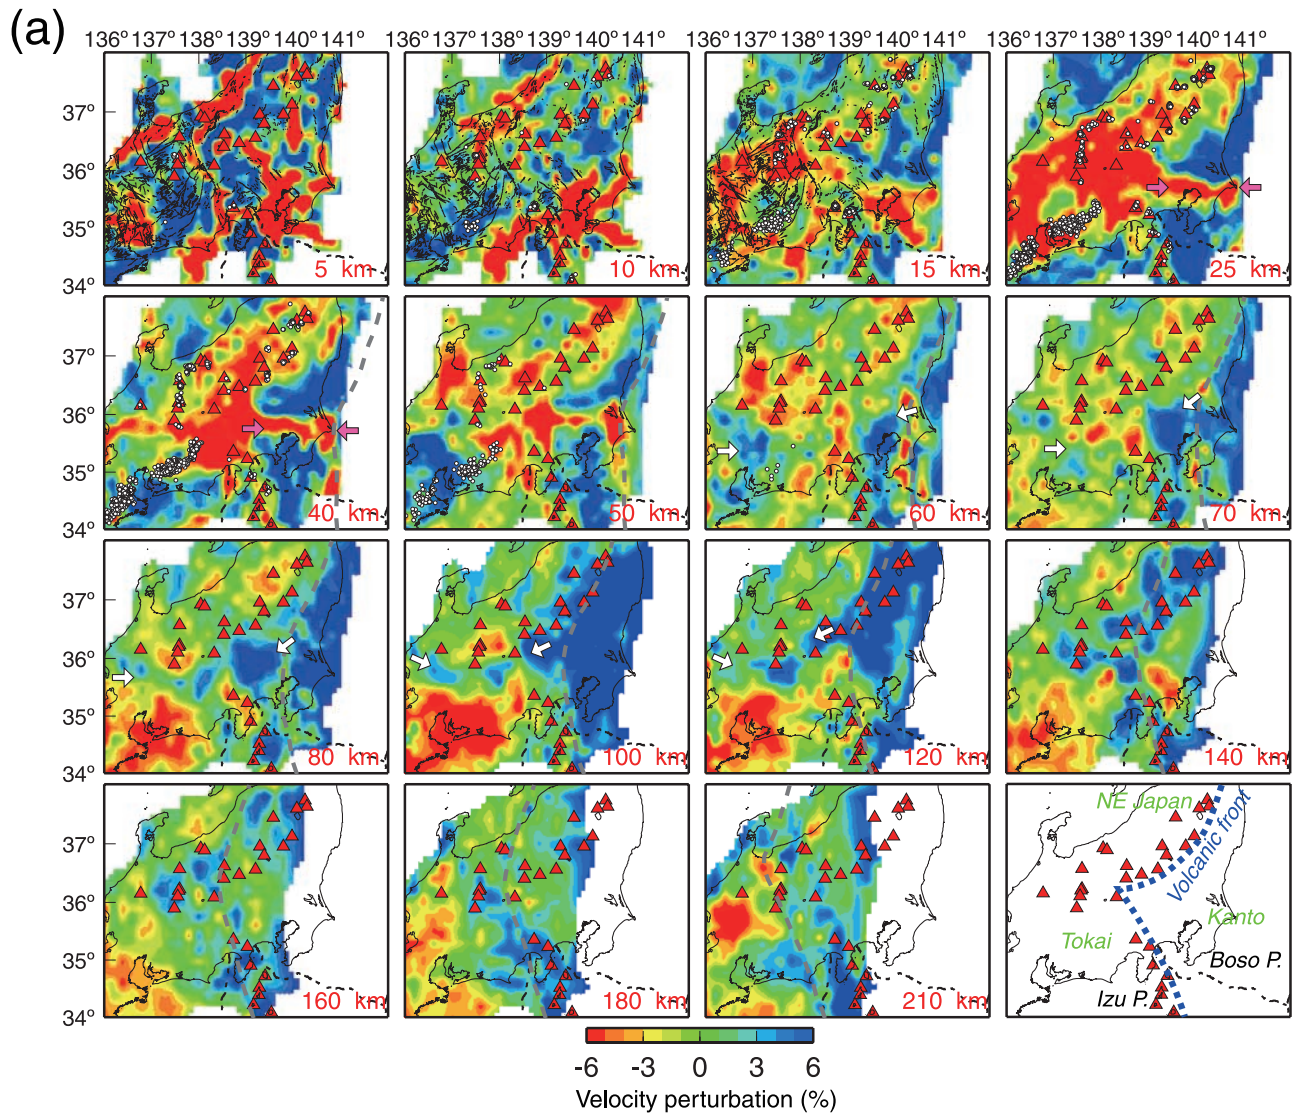 (a)
136° 137° 138° 139° 140° 141° 136° 137° 138° 139° 140° 141° 136° 137° 138° 139° 140° 141° 136° 137° 138° 139° 140° 141°
37°
36°
35°
34°
5 km 10 km 15 km 25 km
37°
36°
35°
34°
40 km 50 km 60 km 70 km
37°
36°
35°
34°
80 km 100 km 120 km 140 km
37°
36°
35°
34°
160 km 180 km 210 km
NE Japan
Volcanic front
Kanto
Tokai
Boso P.
Izu P.
-6 -3 0 3 6
Velocity perturbation (%)